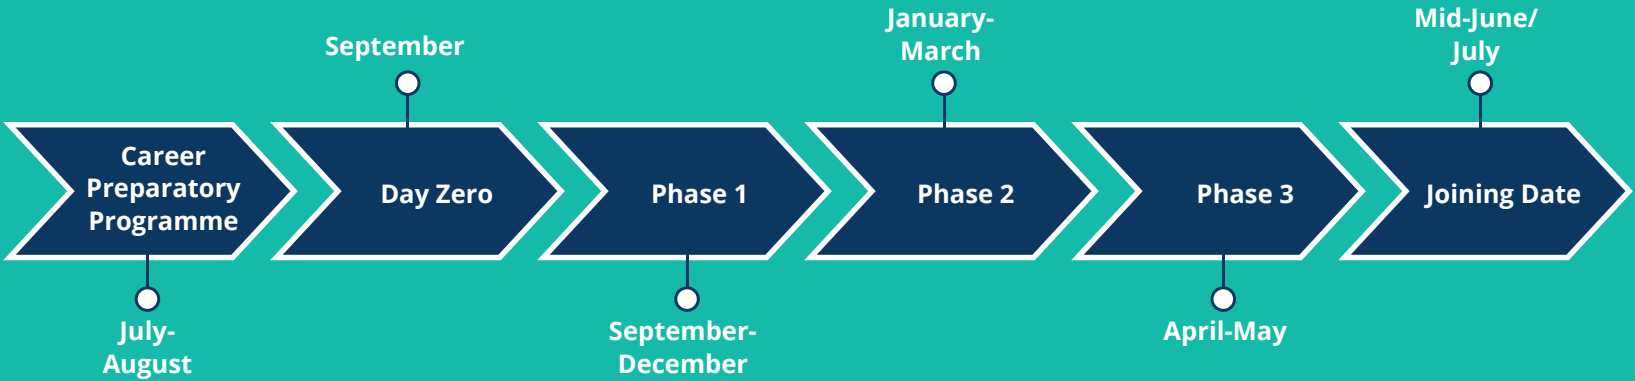 September
January-
March
Mid-June/
July
Career
Preparatory
Programme
Day Zero
Phase 1
Phase 2
Phase 3
Joining Date
July-
August
September-
December
April-May